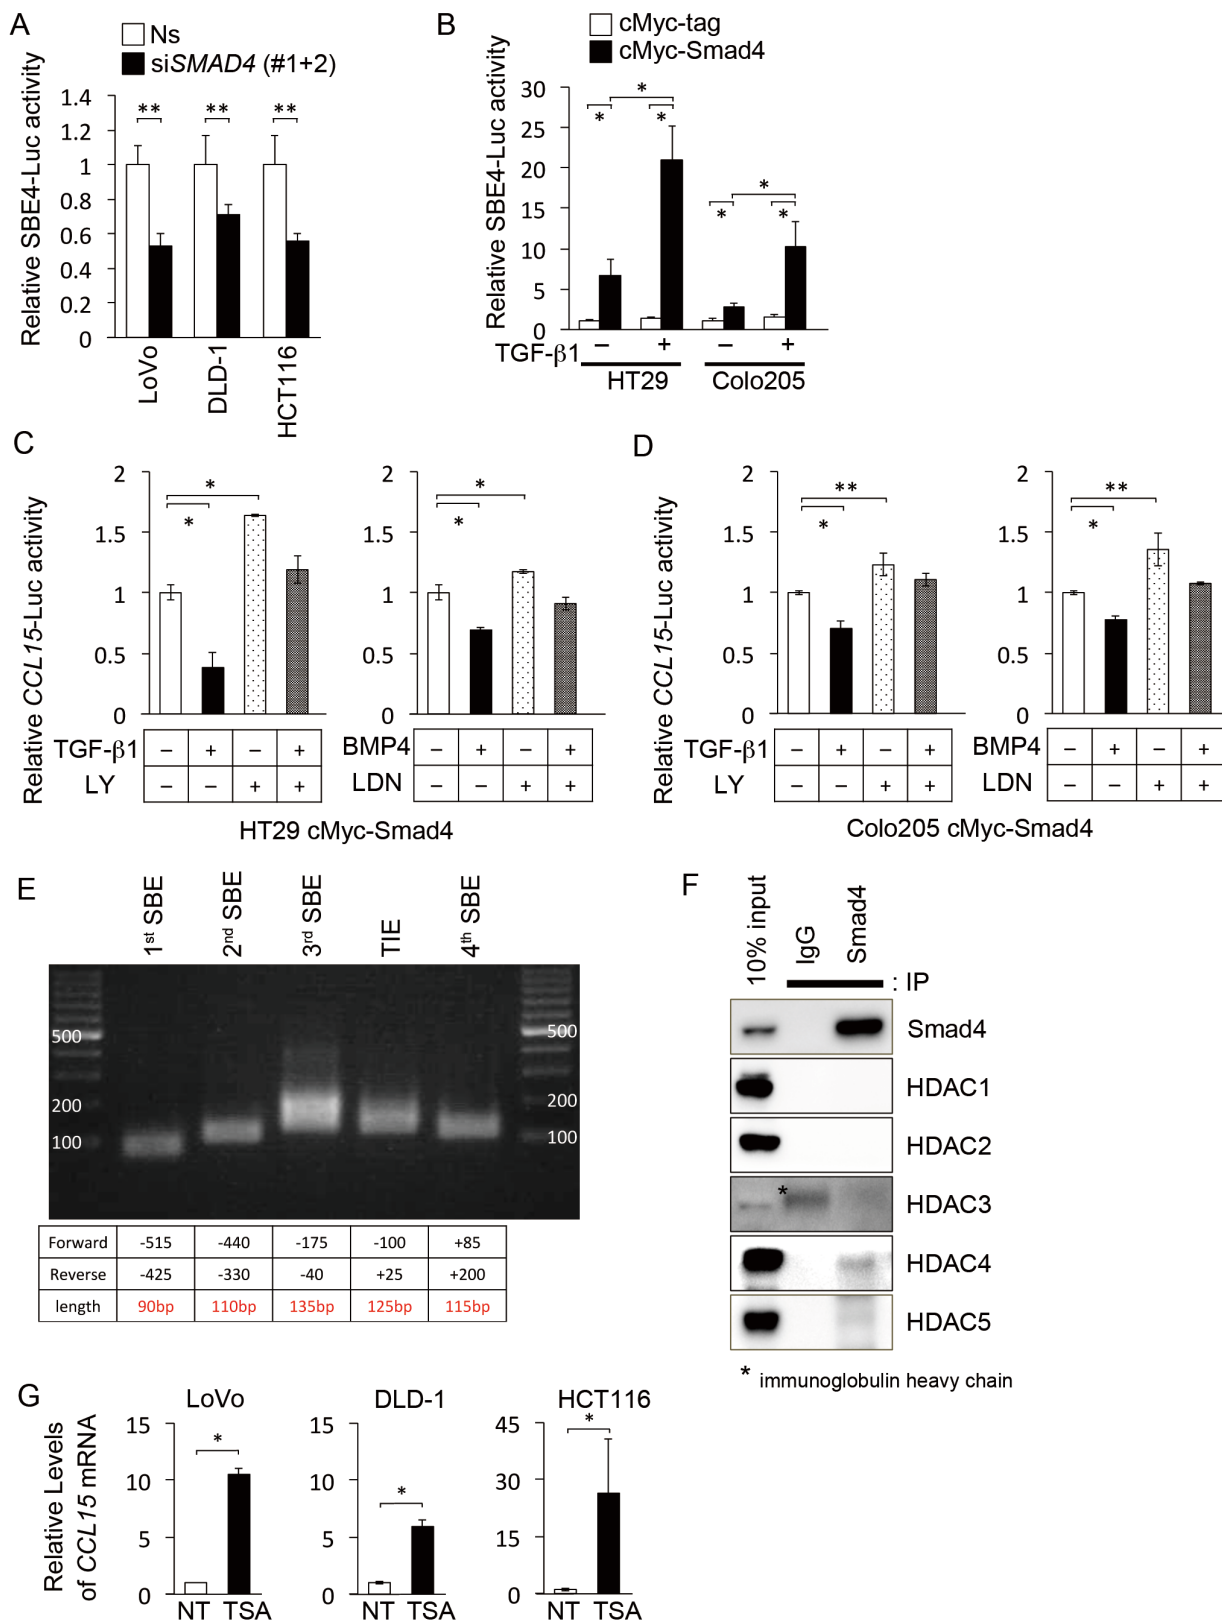 A
Ns
siSMAD4 (#1+2)
Relative SBE4-Luc activity
1.4
1.2
1
0.8
0.6
0.4
0.2
0
** ** **
LoVo
DLD-1
HCT116
B
cMyc-tag
cMyc-Smad4
Relative SBE4-Luc activity
30
25
20
15
10
5
0
* * * * * *
TGF-β1 – + – +
HT29 Colo205
C
Relative CCL15-Luc activity
2
1.5
1
0.5
0
* *
TGF-β1 – + – +
LY – – + +
2
1.5
1
0.5
0
* *
BMP4 – + – +
LDN – – + +
HT29 cMyc-Smad4
D
Relative CCL15-Luc activity
2
1.5
1
0.5
0
** *
TGF-β1 – + – +
LY – – + +
2
1.5
1
0.5
0
** *
BMP4 – + – +
LDN – – + +
Colo205 cMyc-Smad4
E
1st SBE
2nd SBE
3rd SBE
TIE
4th SBE
500 500
200 200
100 100
Forward -515 -440 -175 -100 +85
Reverse -425 -330 -40 +25 +200
length 90bp 110bp 135bp 125bp 115bp
F
10% input
IgG
Smad4
: IP
Smad4
HDAC1
HDAC2
* HDAC3
HDAC4
HDAC5
* immunoglobulin heavy chain
G
Relative Levels
of CCL15 mRNA
LoVo
15
10
5
0
*
NT TSA
DLD-1
15
10
5
0
*
NT TSA
HCT116
45
30
15
0
*
NT TSA